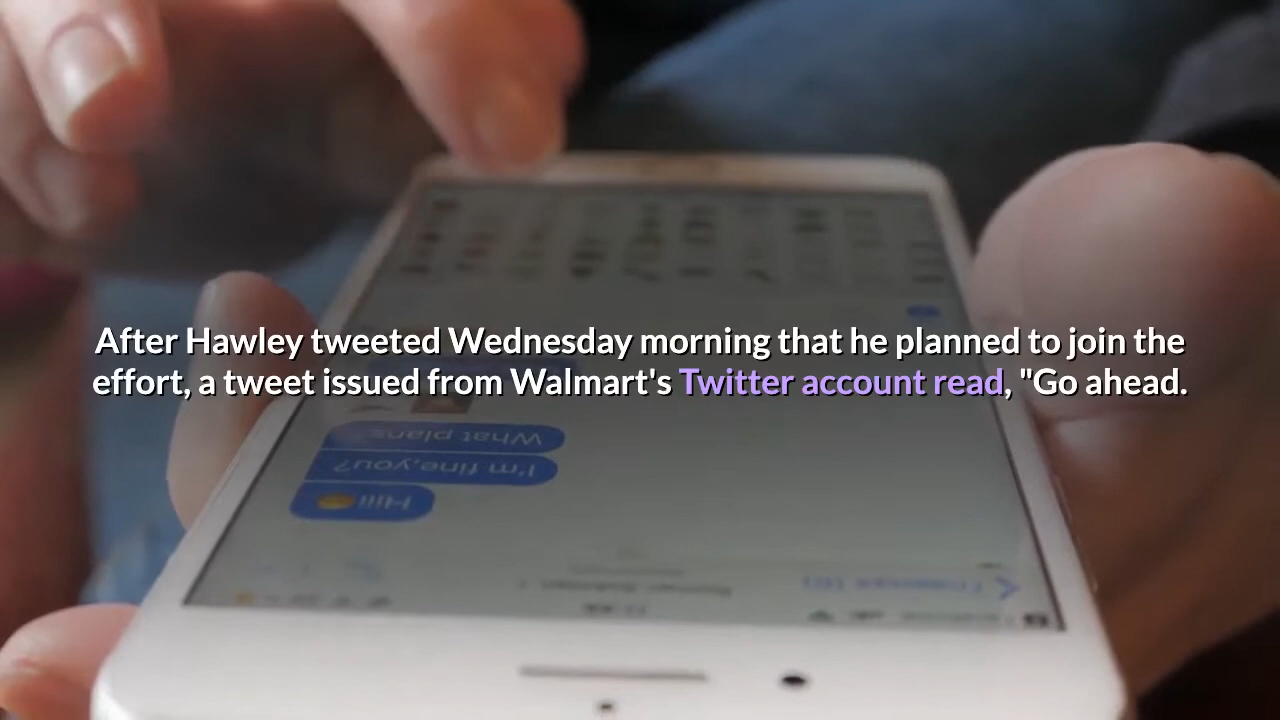 After Hawley tweeted Wednesday morning that he planned to join the
effort, a tweet issued from Walmart's Twitter account read, "Go ahead.
What plans
I'm fine,you?
Hiii